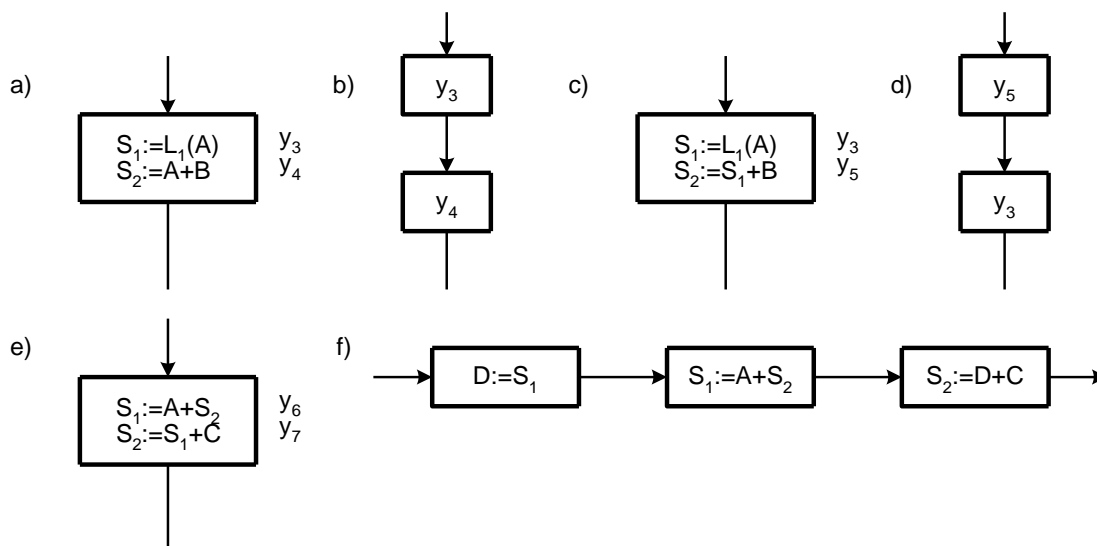 a)
S₁:=L₁(A)
S₂:=A+B
y₃
y₄
b)
y₃
y₄
c)
S₁:=L₁(A)
S₂:=S₁+B
y₃
y₅
d)
y₅
y₃
e)
S₁:=A+S₂
S₂:=S₁+C
y₆
y₇
f)
D:=S₁
S₁:=A+S₂
S₂:=D+C